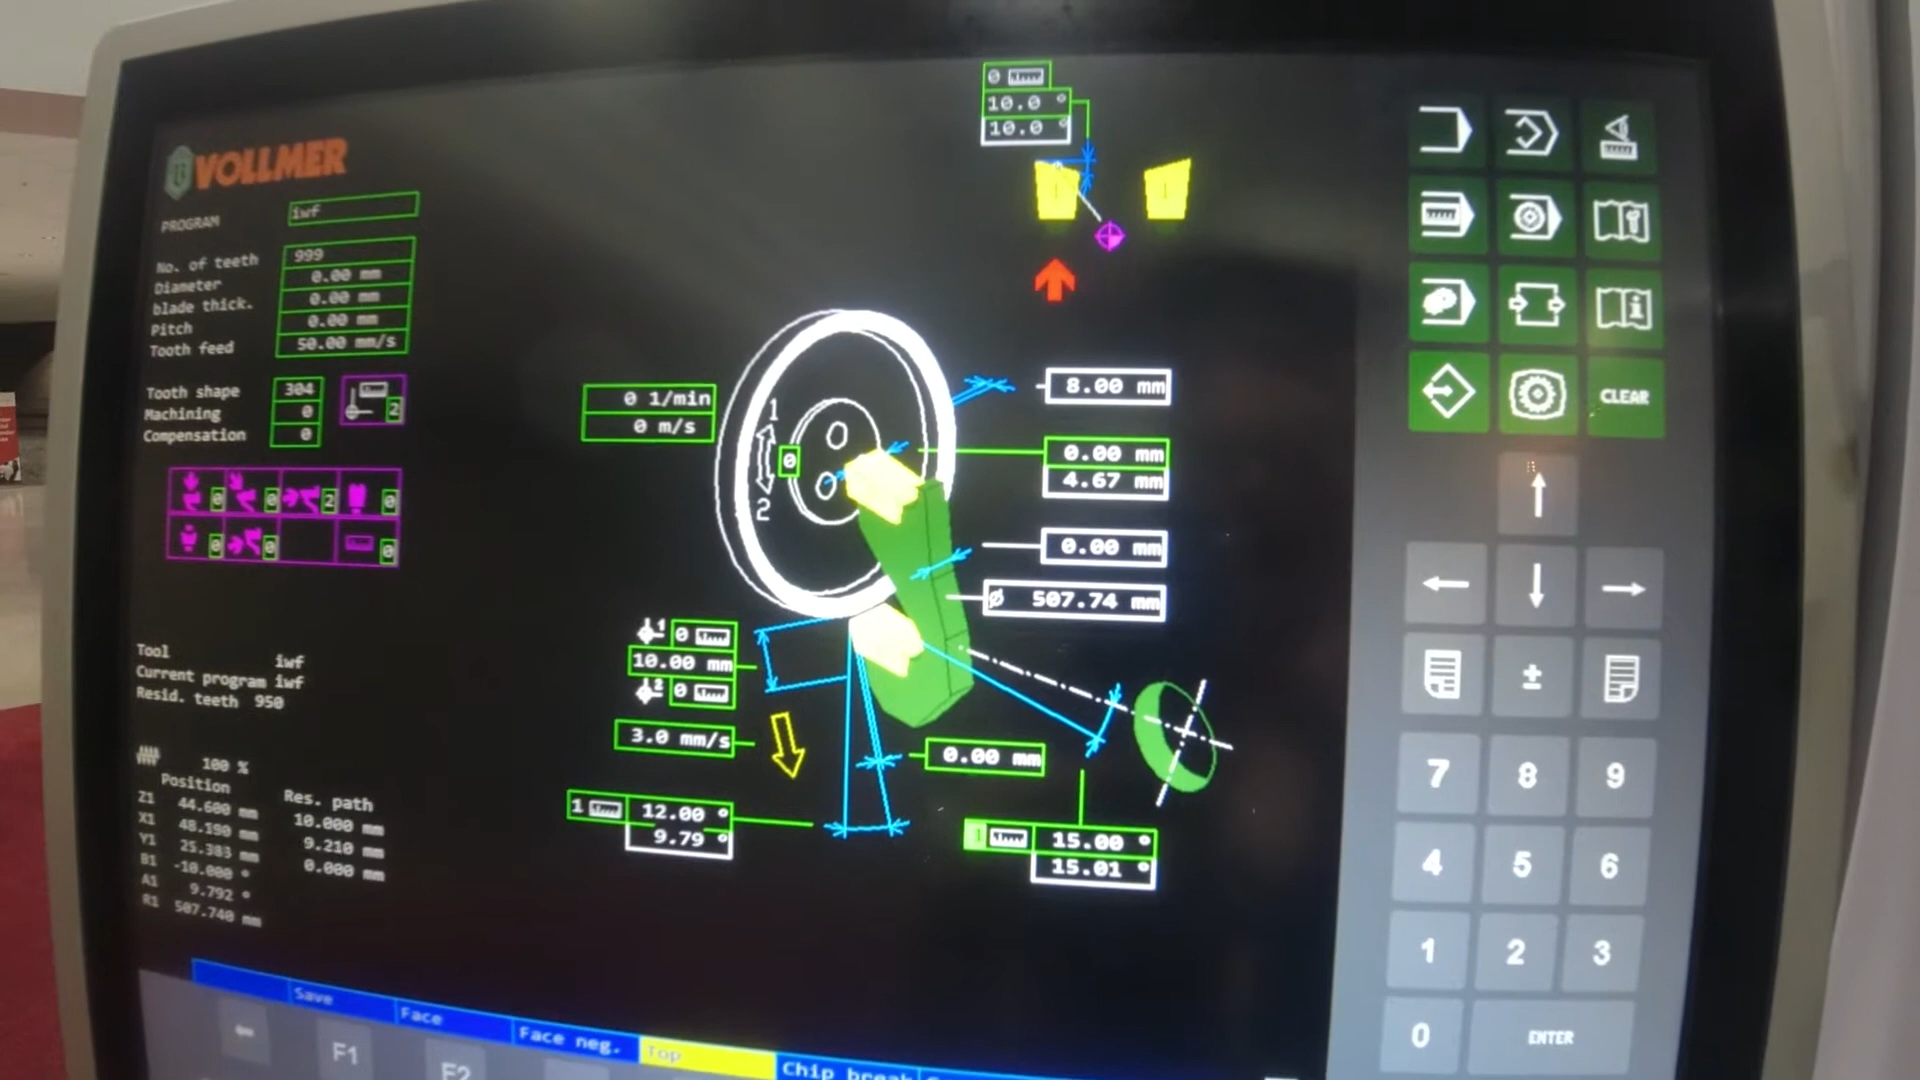 VOLLMER
PROGRAM iwf
No. of teeth 999
Diameter 0.00 mm
blade thick. 0.00 mm
Pitch 0.00 mm
Tooth feed 50.00 mm/s
Tooth shape 304
Machining 0
Compensation 0
2
0 0 2 0
0 0 0
Tool iwf
Current program iwf
Resid. teeth 950
100 %
Position Res. path
Z1 44.600 mm 10.000 mm
X1 48.190 mm 9.210 mm
Y1 25.383 mm 0.000 mm
B1 -10.000 °
A1 9.792 °
R1 507.740 mm
0
10.0 °
10.0 °
0 1/min
0 m/s
1
0
2
8.00 mm
0.00 mm
4.67 mm
0.00 mm
ø 507.74 mm
1 0
10.00 mm
2 0
3.0 mm/s
0.00 mm
1 12.00 °
9.79 °
1 15.00 °
15.01 °
Save
Face
Face neg.
Top
Chip break
F1
F2
CLEAR
±
7 8 9
4 5 6
1 2 3
0 ENTER